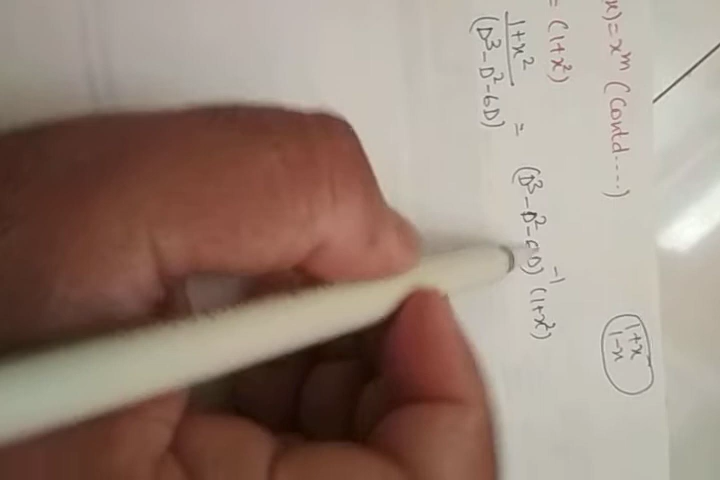 x) = x^m (Contd....)
= (1+x²)
1+x² / (D³-D²-6D) = (D³-D²-6D)⁻¹ (1+x²)
1+x / 1-x